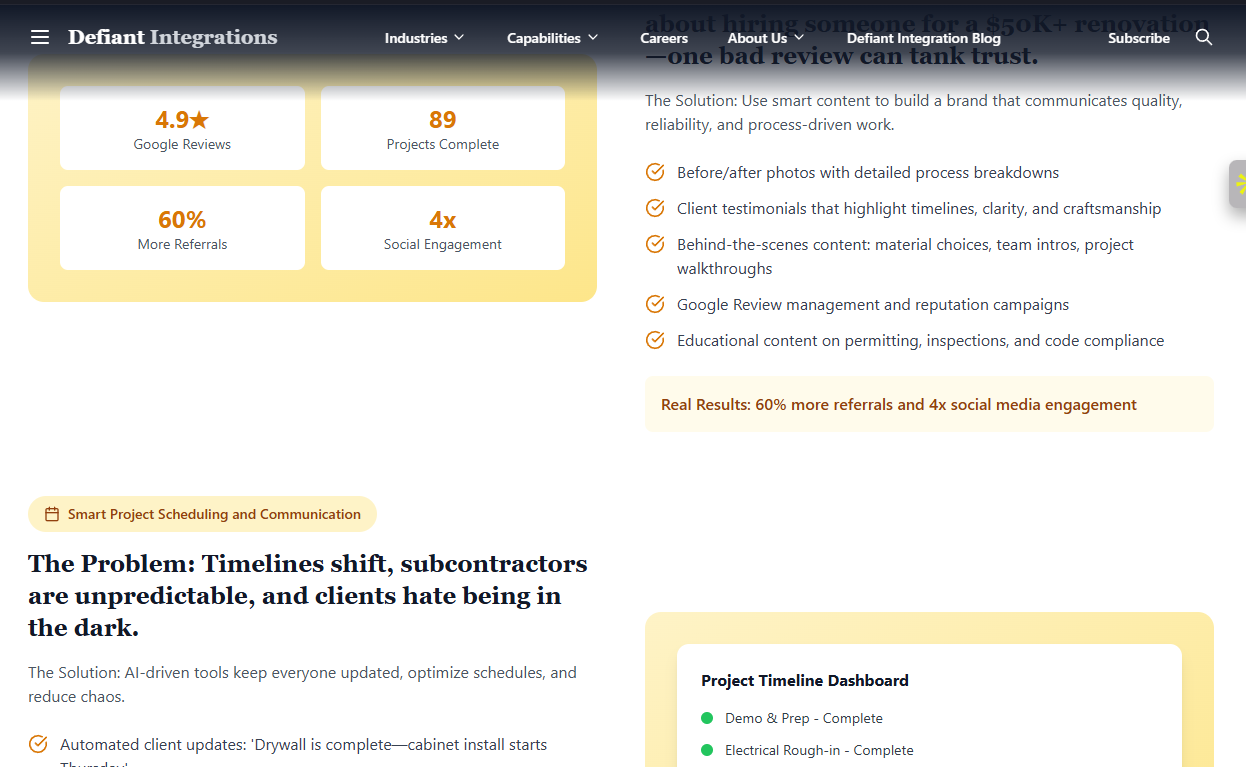 Defiant Integrations
Industries
Capabilities
Careers
About Us
Defiant Integration Blog
Subscribe
4.9★
Google Reviews
89
Projects Complete
60%
More Referrals
4x
Social Engagement
about hiring someone for a $50K+ renovation
—one bad review can tank trust.
The Solution: Use smart content to build a brand that communicates quality,
reliability, and process-driven work.
Before/after photos with detailed process breakdowns
Client testimonials that highlight timelines, clarity, and craftsmanship
Behind-the-scenes content: material choices, team intros, project
walkthroughs
Google Review management and reputation campaigns
Educational content on permitting, inspections, and code compliance
Real Results: 60% more referrals and 4x social media engagement
Smart Project Scheduling and Communication
The Problem: Timelines shift, subcontractors
are unpredictable, and clients hate being in
the dark.
The Solution: AI-driven tools keep everyone updated, optimize schedules, and
reduce chaos.
Automated client updates: 'Drywall is complete—cabinet install starts
Thursday'
Project Timeline Dashboard
Demo & Prep - Complete
Electrical Rough-in - Complete